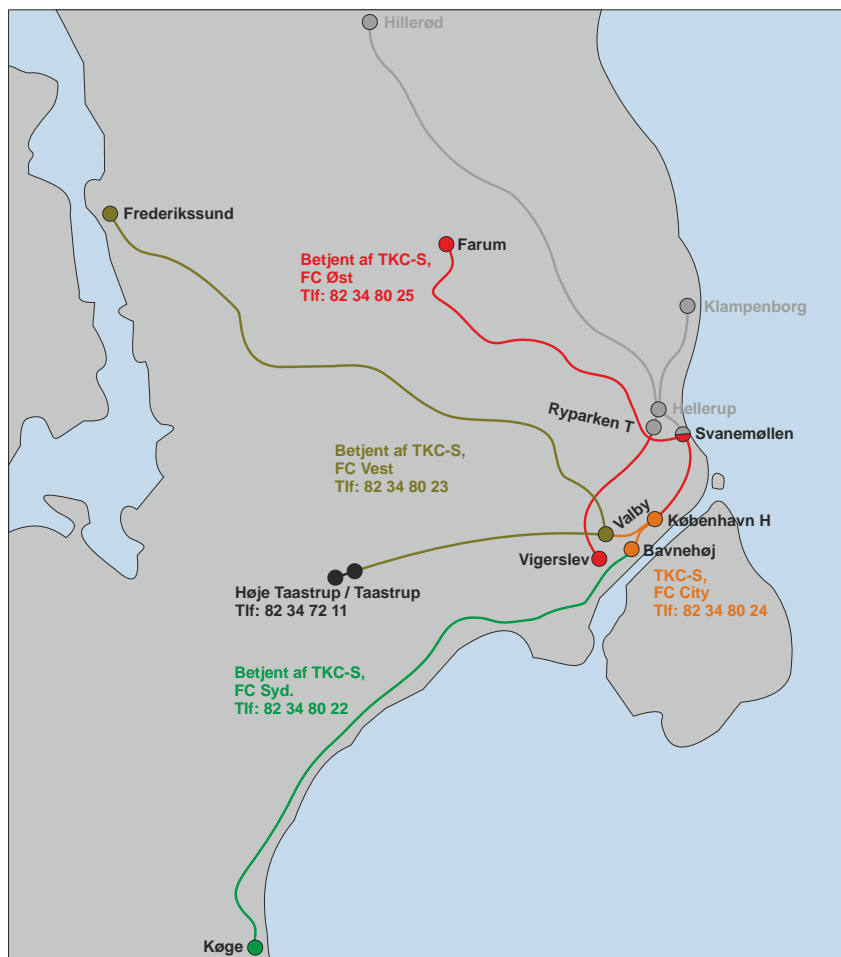 Hillerød
Frederikssund
Farum
Betjent af TKC-S,
FC Øst
Tlf: 82 34 80 25
Klampenborg
Hellerup
Ryparken T
Svanemøllen
Betjent af TKC-S,
FC Vest
Tlf: 82 34 80 23
Valby
København H
Vigerslev
Bavnehøj
TKC-S,
FC City
Tlf: 82 34 80 24
Høje Taastrup / Taastrup
Tlf: 82 34 72 11
Betjent af TKC-S,
FC Syd.
Tlf: 82 34 80 22
Køge